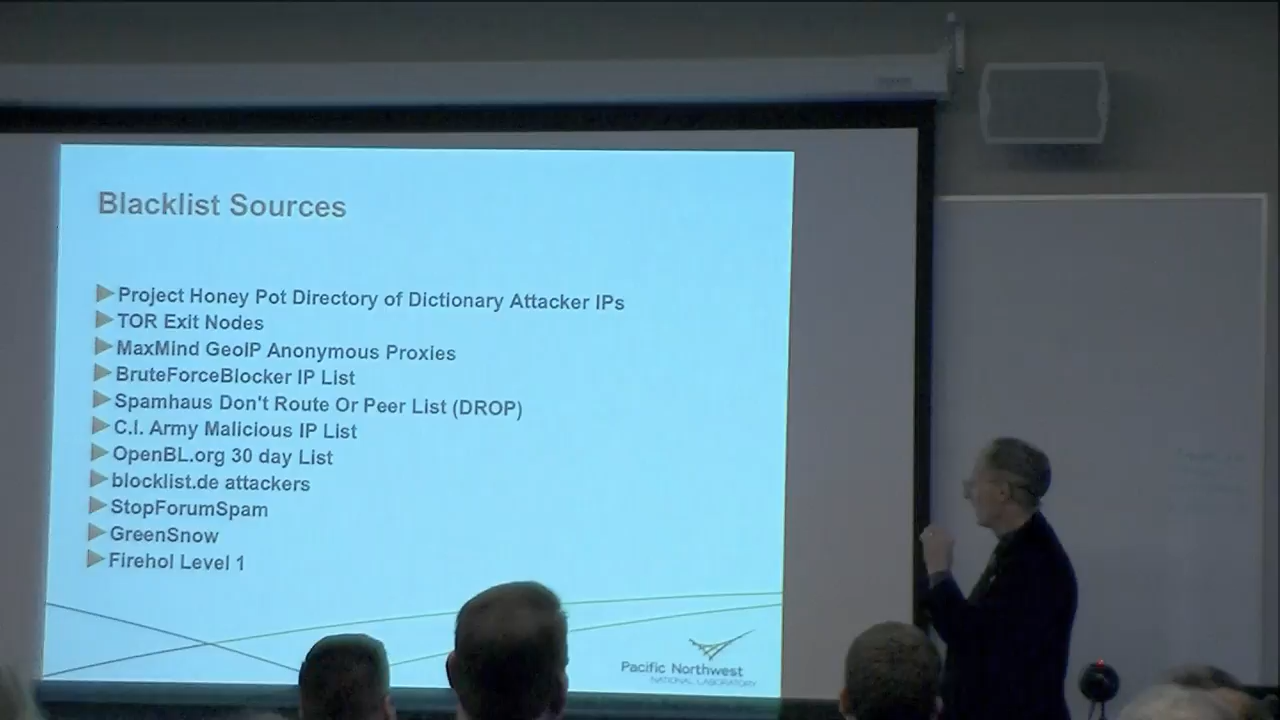 Blacklist Sources
Project Honey Pot Directory of Dictionary Attacker IPs
TOR Exit Nodes
MaxMind GeoIP Anonymous Proxies
BruteForceBlocker IP List
Spamhaus Don't Route Or Peer List (DROP)
C.I. Army Malicious IP List
OpenBL.org 30 day List
blocklist.de attackers
StopForumSpam
GreenSnow
Firehol Level 1
Pacific Northwest
NATIONAL LABORATORY